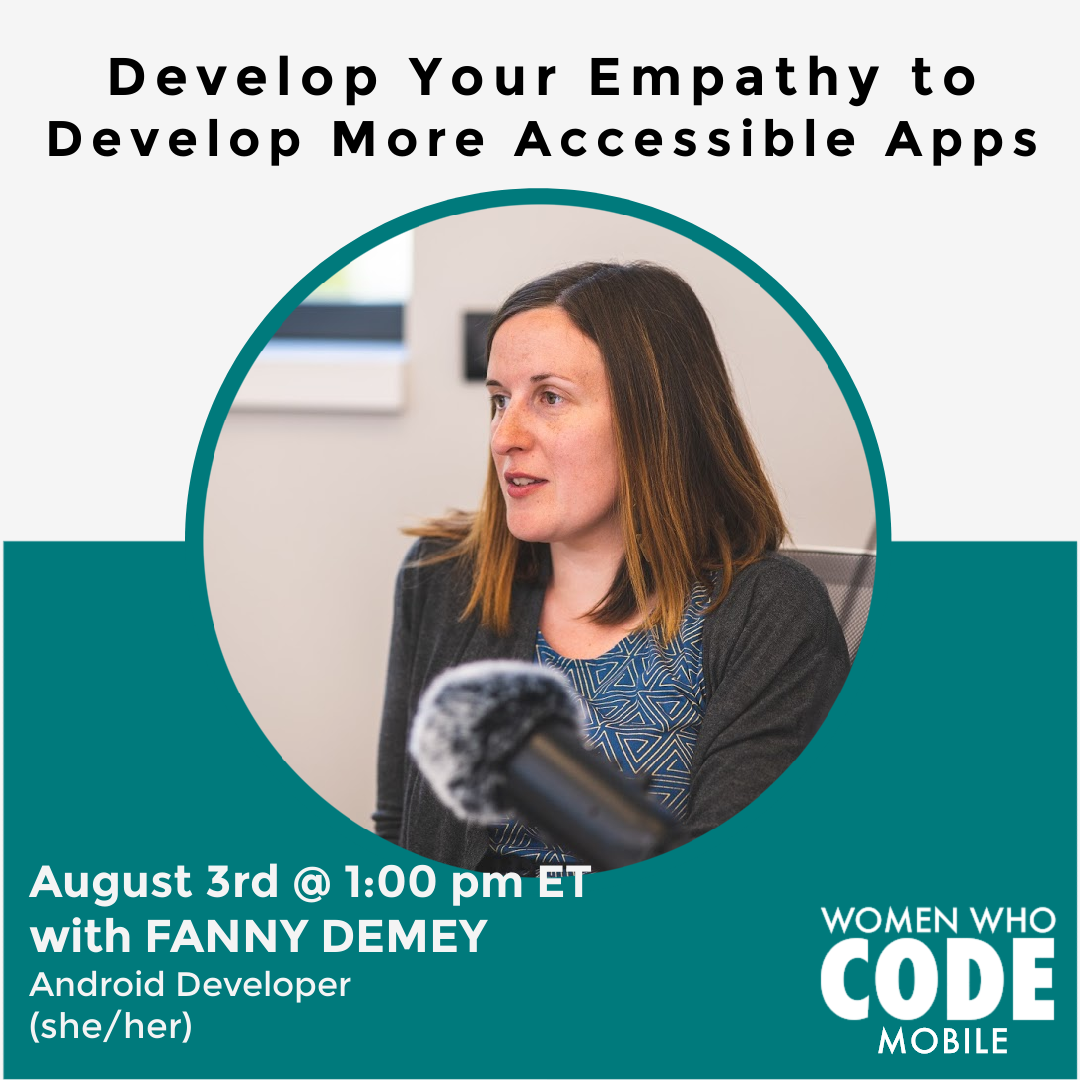 Develop Your Empathy to
Develop More Accessible Apps
August 3rd @ 1:00 pm ET
with FANNY DEMEY
Android Developer
(she/her)
WOMEN WHO
CODE
MOBILE